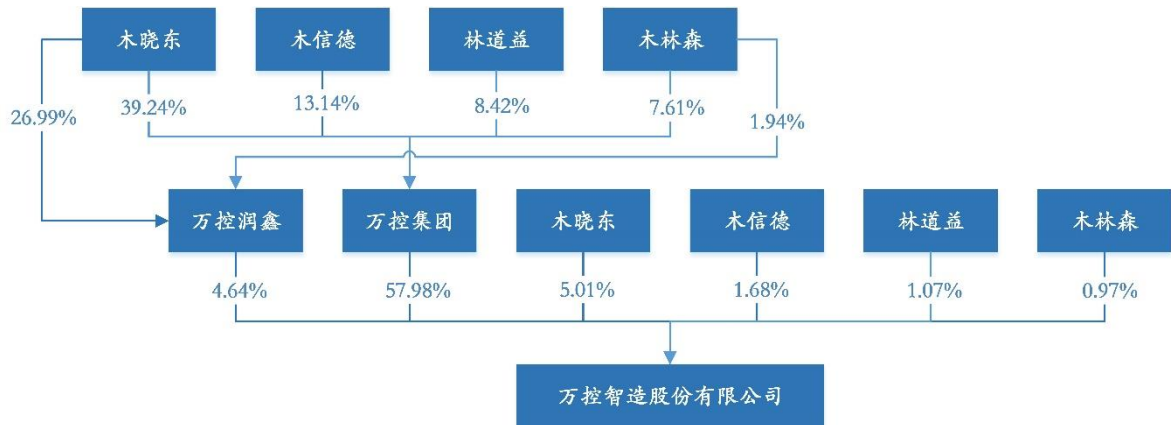 木晓东
木信德
林道益
木林森
26.99%
39.24%
13.14%
8.42%
7.61%
1.94%
万控润鑫
万控集团
木晓东
木信德
林道益
木林森
4.64%
57.98%
5.01%
1.68%
1.07%
0.97%
万控智造股份有限公司